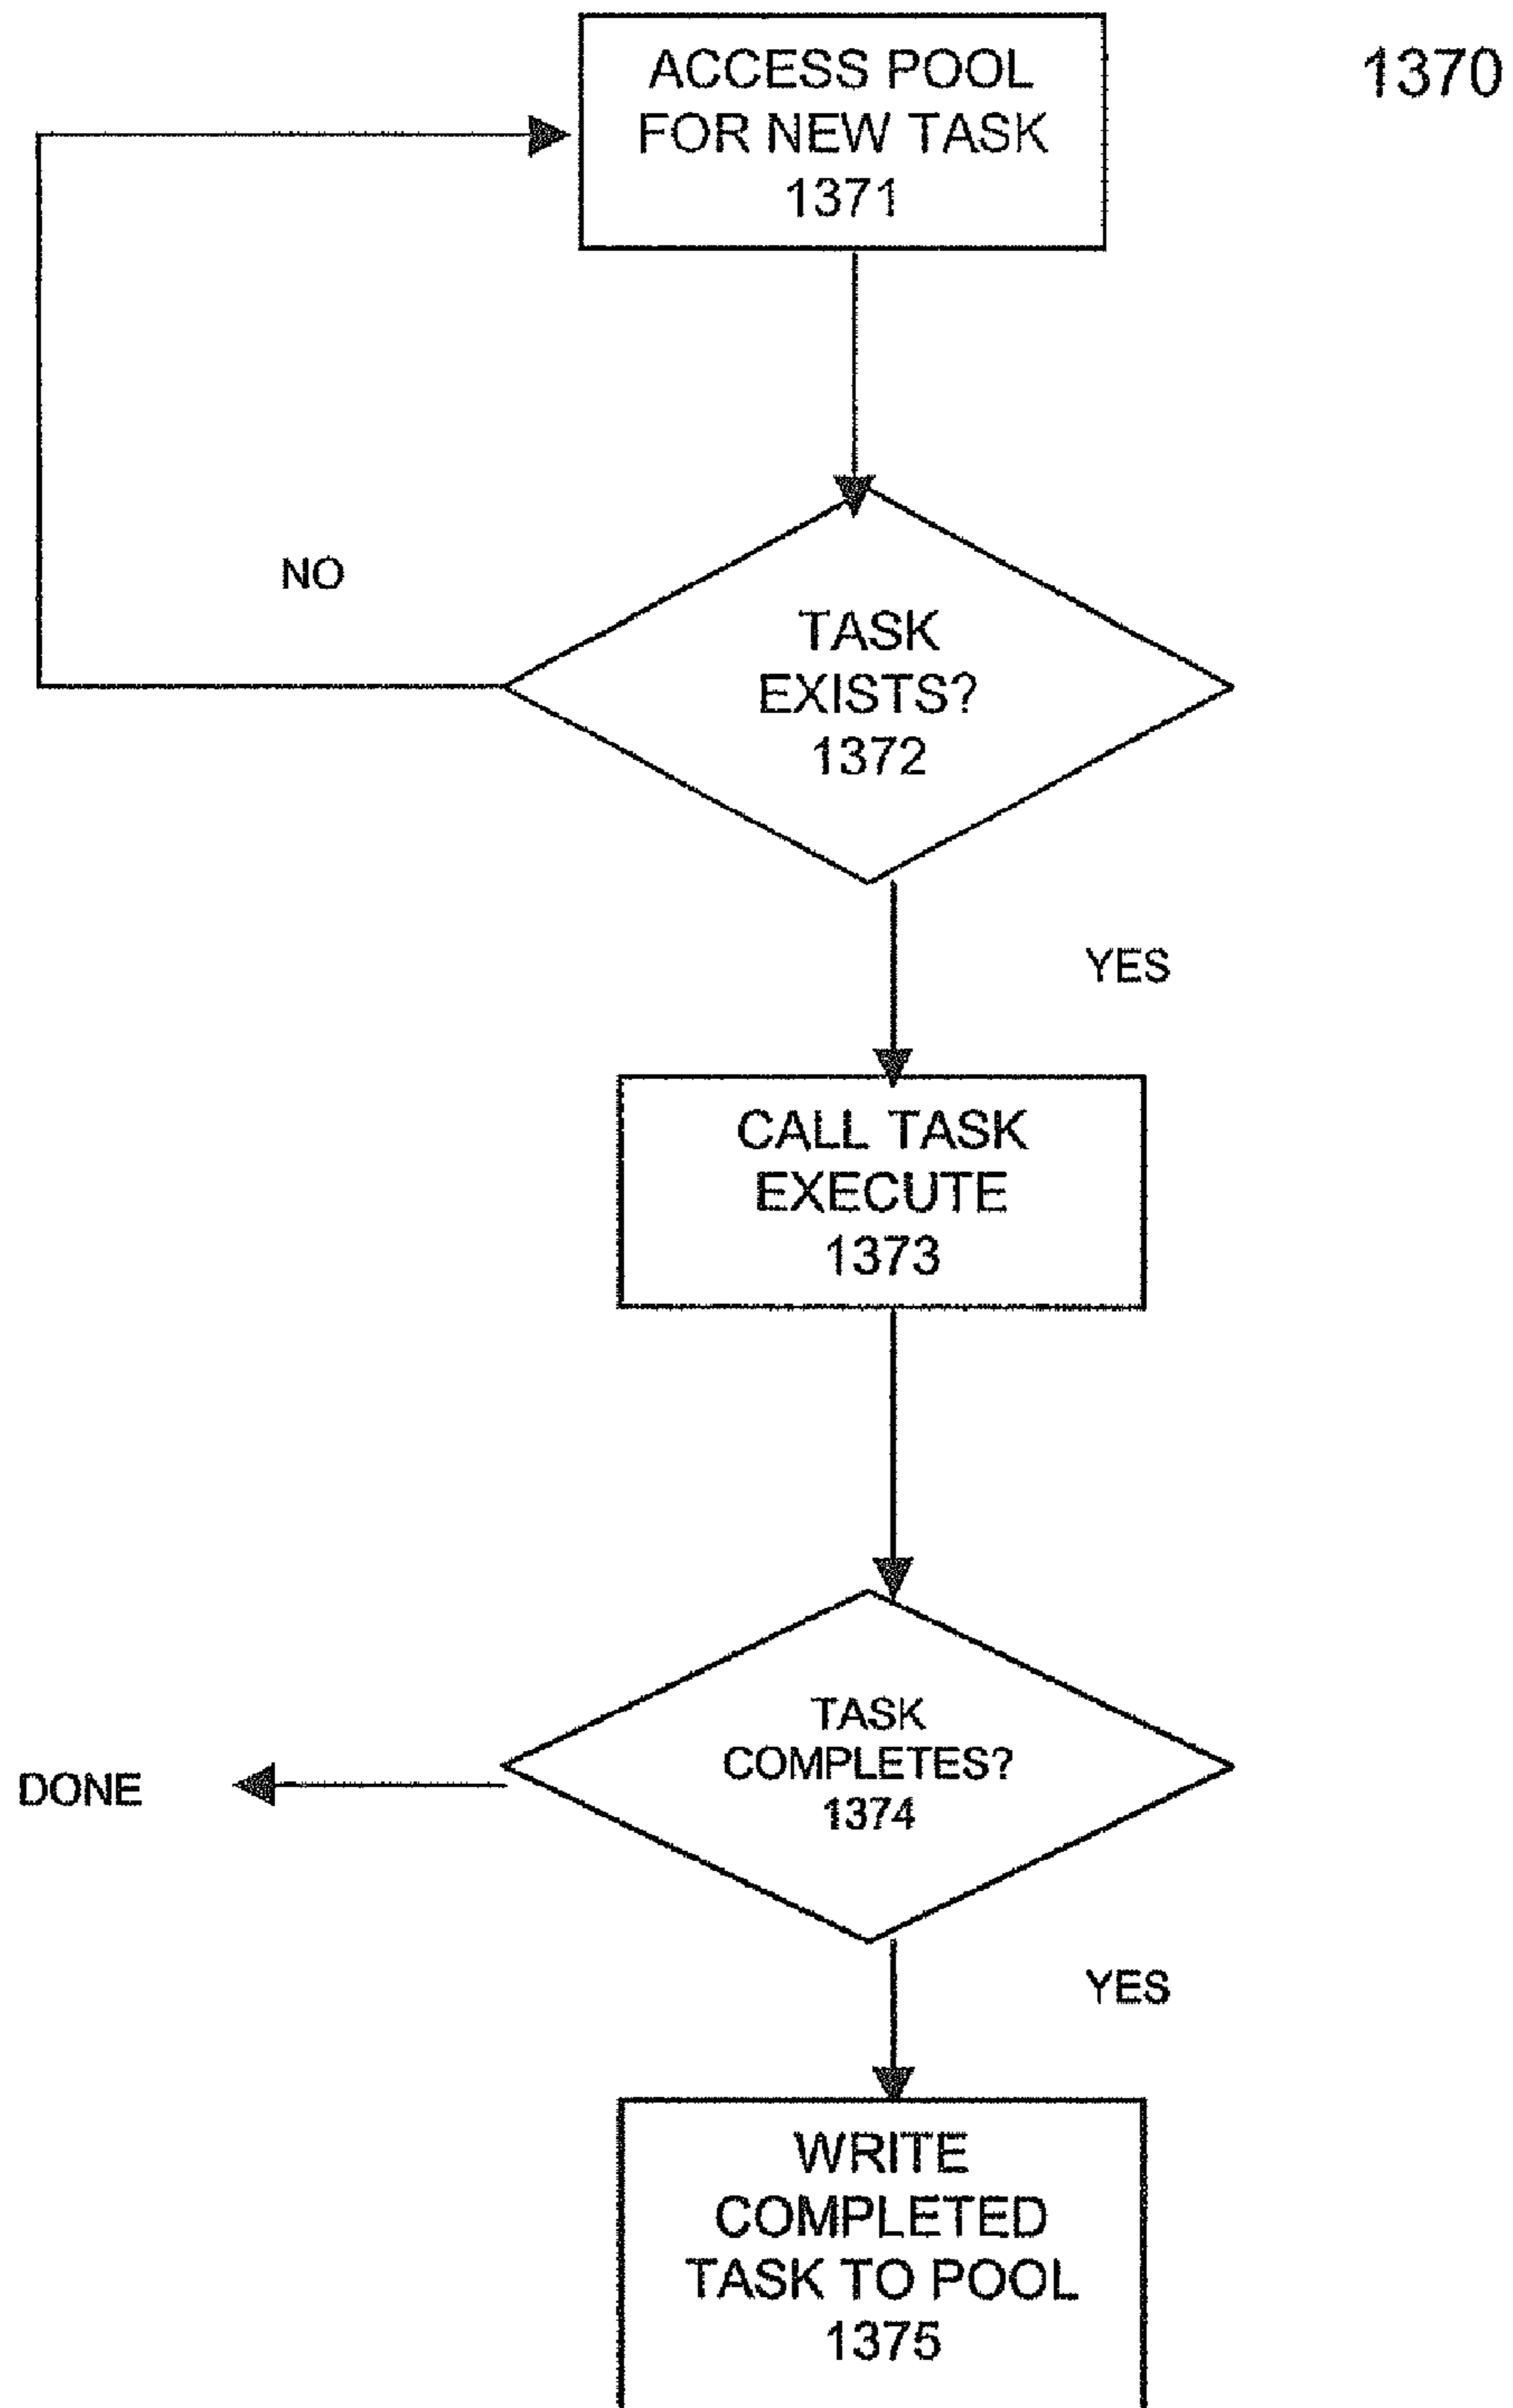 1370
ACCESS POOL
FOR NEW TASK
1371
NO
TASK
EXISTS?
1372
YES
CALL TASK
EXECUTE
1373
TASK
COMPLETES?
1374
DONE
YES
WRITE
COMPLETED
TASK TO POOL
1375